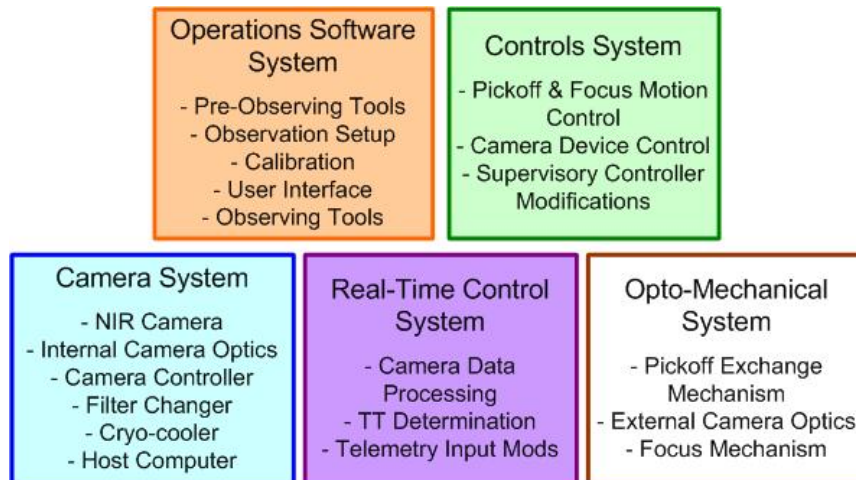 Operations Software
System
- Pre-Observing Tools
- Observation Setup
- Calibration
- User Interface
- Observing Tools
Controls System
- Pickoff & Focus Motion
Control
- Camera Device Control
- Supervisory Controller
Modifications
Camera System
- NIR Camera
- Internal Camera Optics
- Camera Controller
- Filter Changer
- Cryo-cooler
- Host Computer
Real-Time Control
System
- Camera Data
Processing
- TT Determination
- Telemetry Input Mods
Opto-Mechanical
System
- Pickoff Exchange
Mechanism
- External Camera Optics
- Focus Mechanism